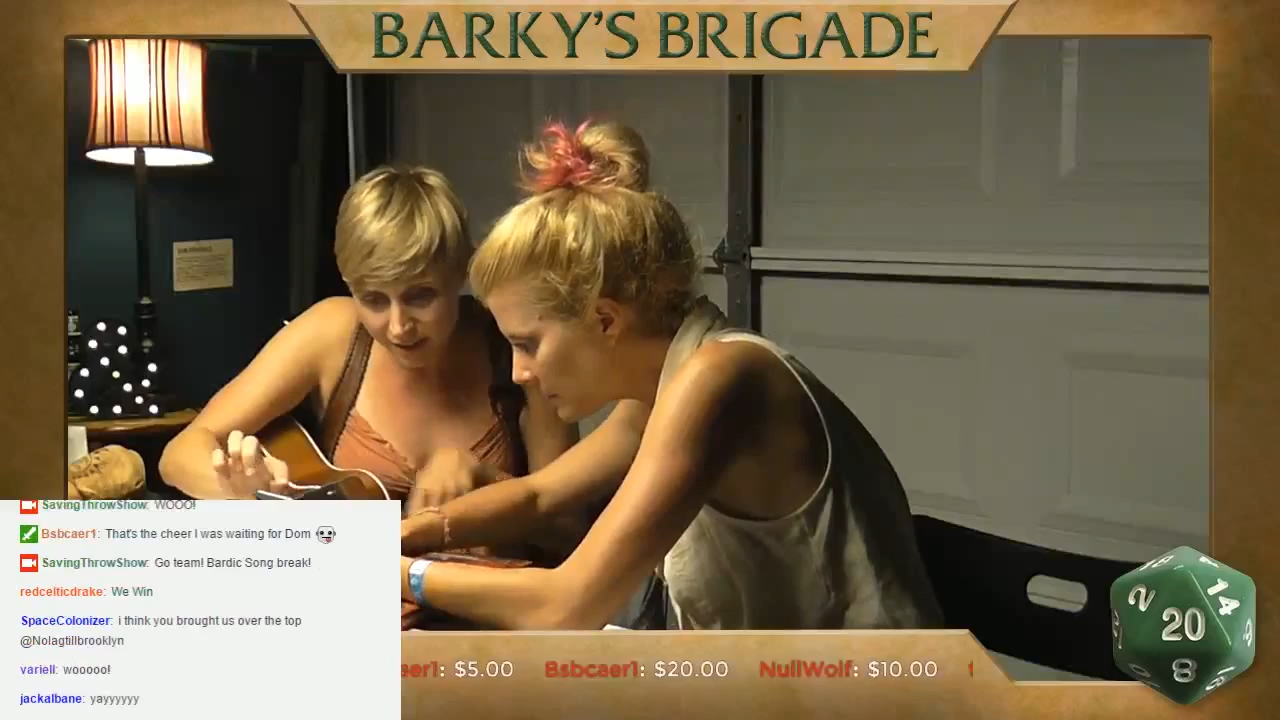 BARKY'S BRIGADE
SavingThrowShow: WOOO!
Bsbcaer1: That's the cheer I was waiting for Dom
SavingThrowShow: Go team! Bardic Song break!
redcelticdrake: We Win
SpaceColonizer: i think you brought us over the top
@Nolagtillbrooklyn
variell: wooooo!
jackalbane: yayyyyyy
aer1: $5.00 Bsbcaer1: $20.00 NullWolf: $10.00
2
14
20
8